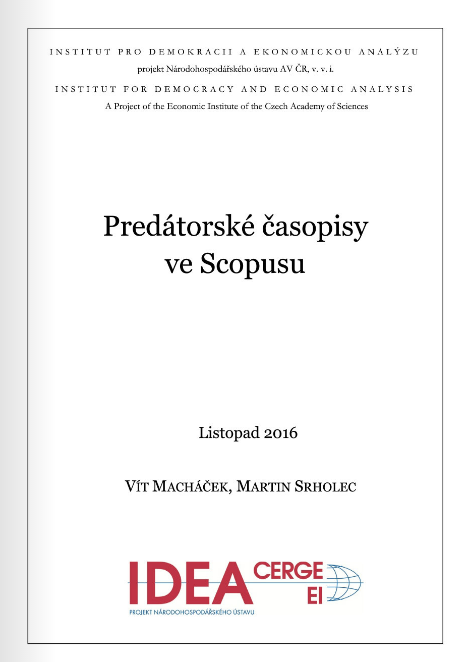 INSTITUT PRO DEMOKRACII A EKONOMICKOU ANALÝZU
projekt Národohospodářského ústavu AV ČR, v. v. i.
INSTITUT FOR DEMOCRACY AND ECONOMIC ANALYSIS
A Project of the Economic Institute of the Czech Academy of Sciences
Predátorské časopisy
ve Scopusu
Listopad 2016
VÍT MACHÁČEK, MARTIN SRHOLEC
IDEA CERGE
EI
PROJEKT NÁRODOHOSPODÁŘSKÉHO ÚSTAVU